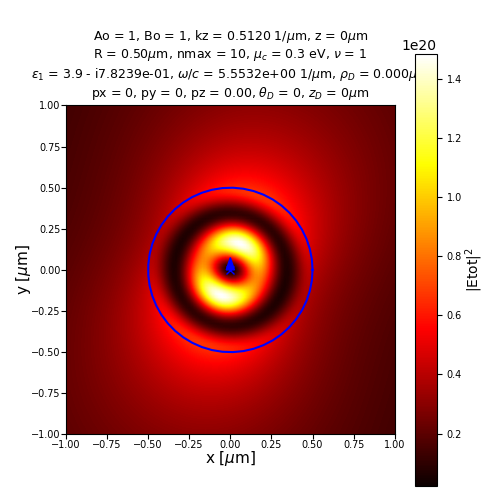 Ao = 1, Bo = 1, kz = 0.5120 1/μm, z = 0μm
R = 0.50μm, nmax = 10, μc = 0.3 eV, ν = 1
ε1 = 3.9 - i7.8239e-01, ω/c = 5.5532e+00 1/μm, ρD = 0.000μ
px = 0, py = 0, pz = 0.00, θD = 0, zD = 0μm
1e20
1.00
0.75
0.50
0.25
0.00
−0.25
−0.50
−0.75
−1.00
y [μm]
−1.00 −0.75 −0.50 −0.25 0.00 0.25 0.50 0.75 1.00
x [μm]
1.4
1.2
1.0
0.8
0.6
0.4
0.2
|Etot|²